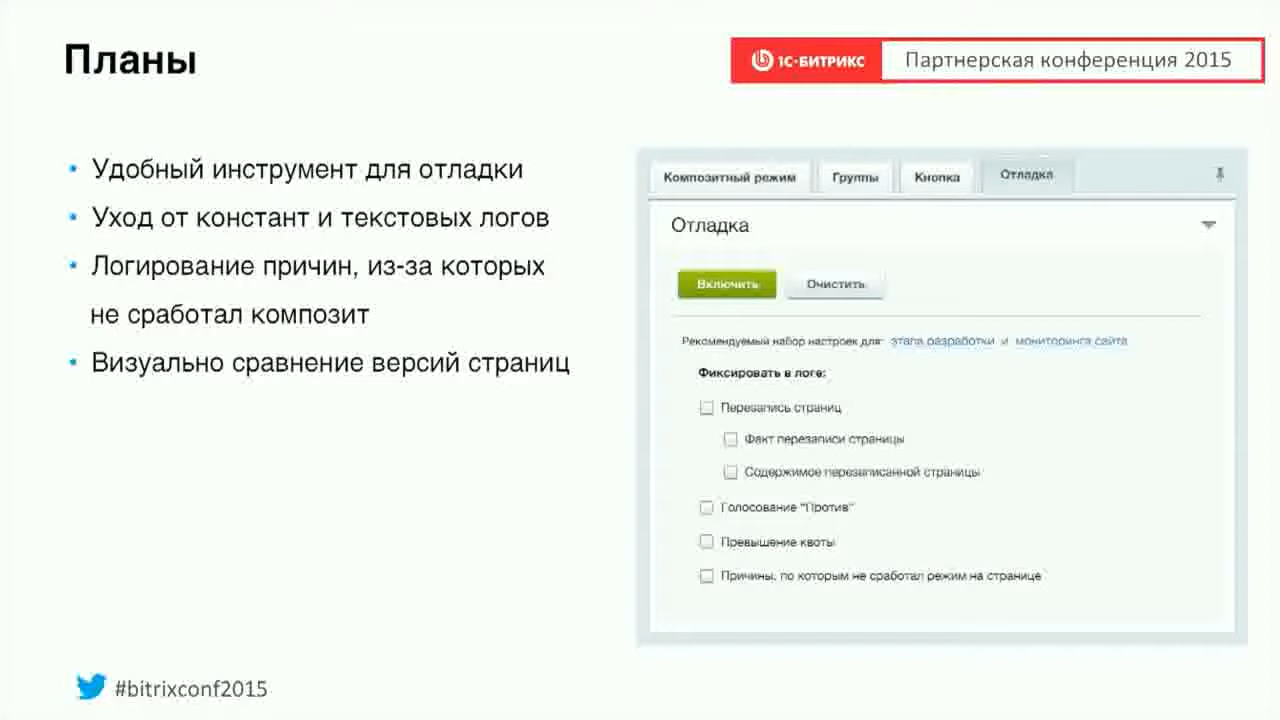 Планы
1С-БИТРИКС
Партнерская конференция 2015
• Удобный инструмент для отладки
• Уход от констант и текстовых логов
• Логирование причин, из-за которых
не сработал композит
• Визуально сравнение версий страниц
Композитный режим
Группы
Кнопка
Отладка
Отладка
Включить
Очистить
Рекомендуемый набор настроек для: этапа разработки и мониторинга сайта
Фиксировать в логе:
Перезапись страниц
Факт перезаписи страницы
Содержимое перезаписанной страницы
Голосование "Против"
Превышение квоты
Причины, по которым не сработал режим на странице
#bitrixconf2015